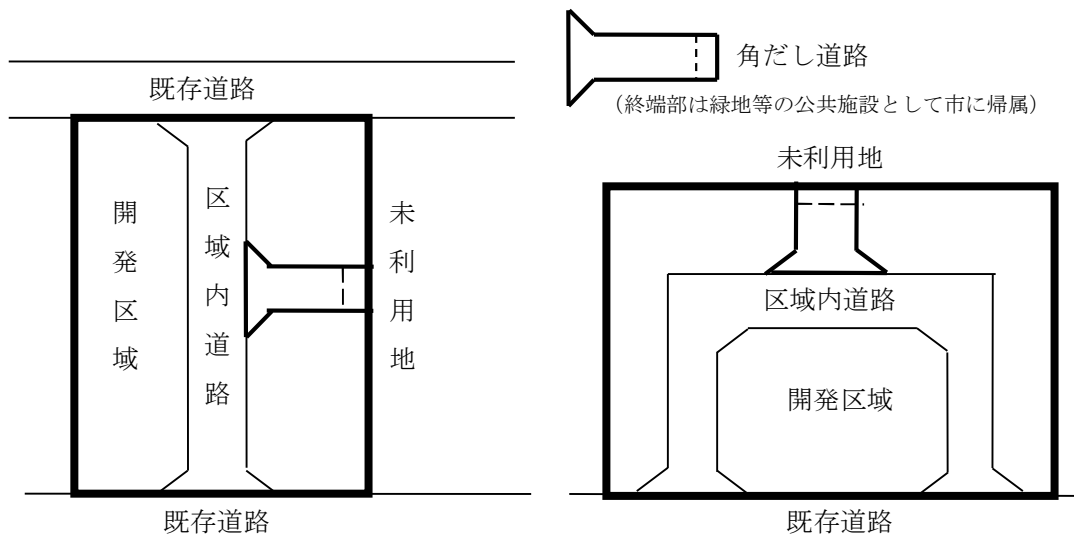 既存道路
開発区域
区域内道路
未利用地
既存道路
角だし道路
（終端部は緑地等の公共施設として市に帰属）
未利用地
区域内道路
開発区域
既存道路